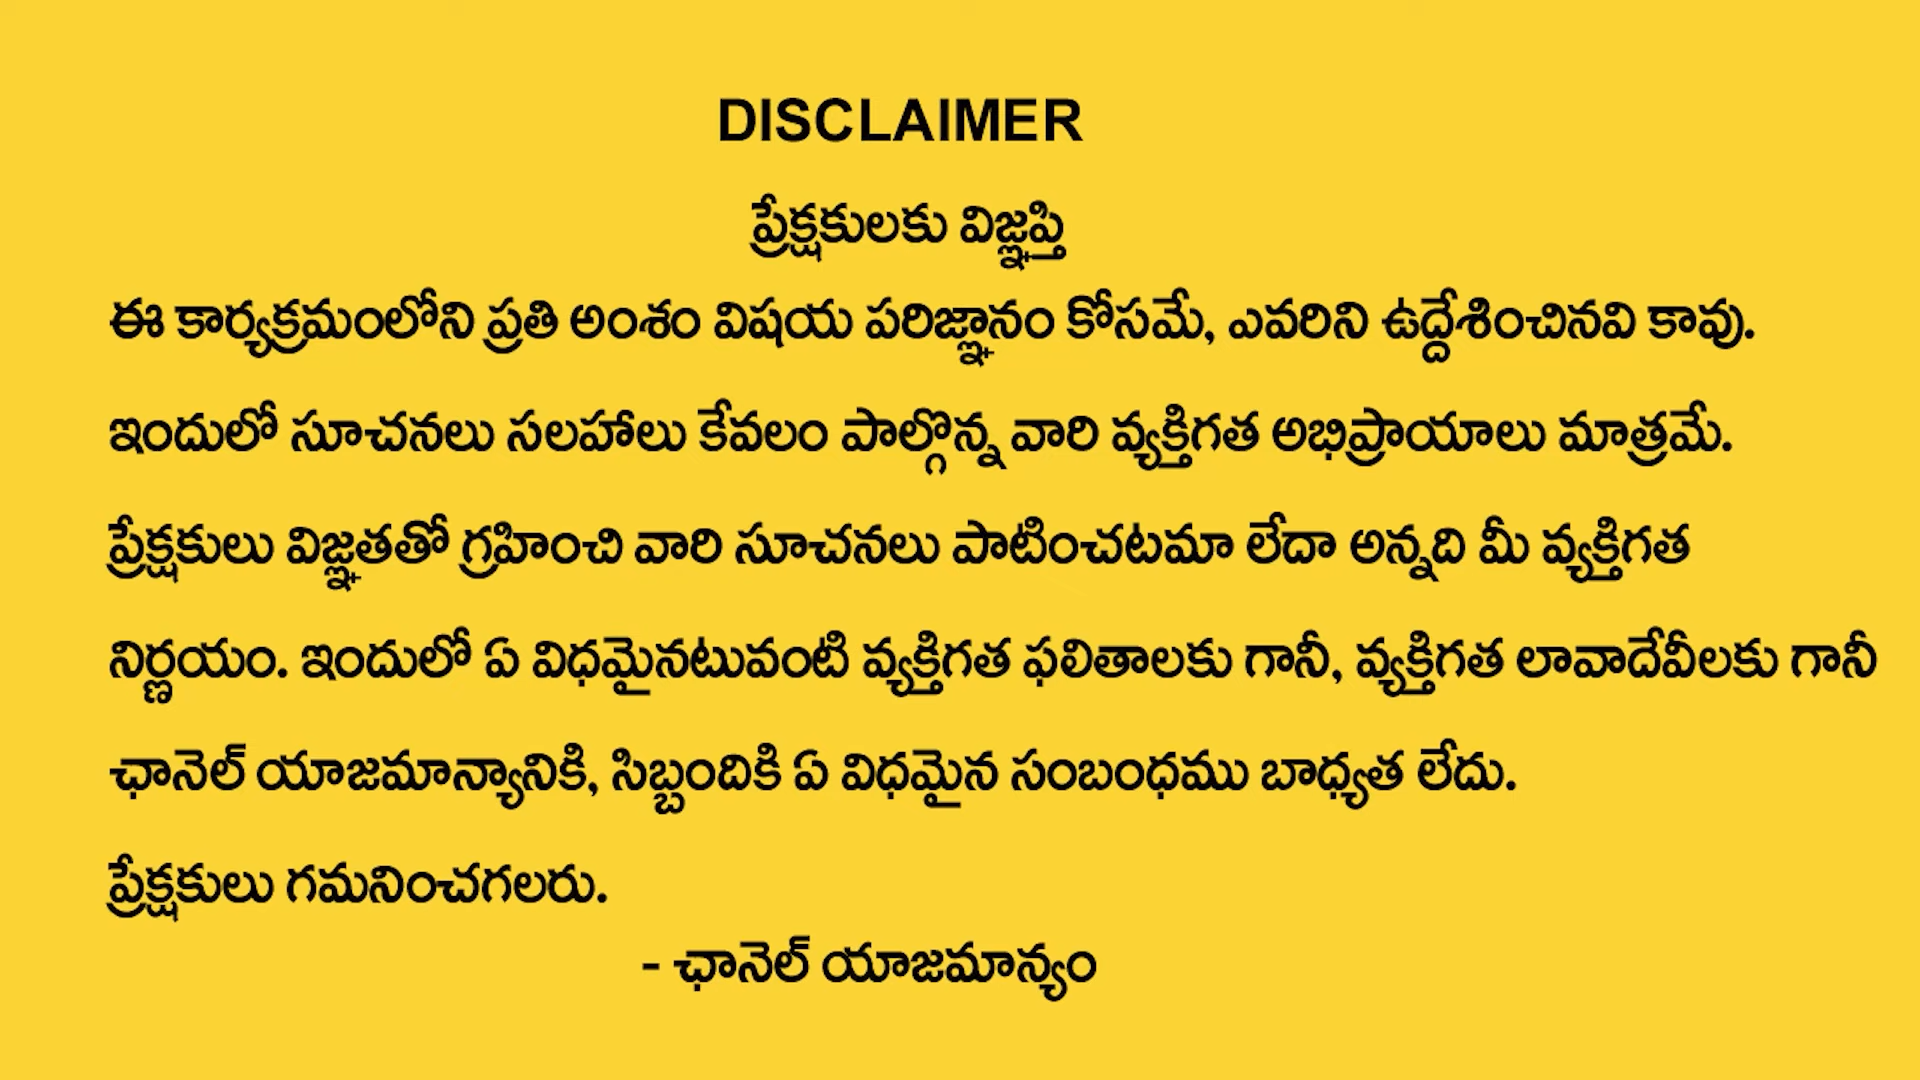 DISCLAIMER
ప్రేక్షకులకు విజ్ఞప్తి
ఈ కార్యక్రమంలోని ప్రతి అంశం విషయ పరిజ్ఞానం కోసమే, ఎవరిని ఉద్దేశించినవి కావు.
ఇందులో సూచనలు సలహాలు కేవలం పాల్గొన్న వారి వ్యక్తిగత అభిప్రాయాలు మాత్రమే.
ప్రేక్షకులు విజ్ఞతతో గ్రహించి వారి సూచనలు పాటించటమా లేదా అన్నది మీ వ్యక్తిగత
నిర్ణయం. ఇందులో ఏ విధమైనటువంటి వ్యక్తిగత ఫలితాలకు గానీ, వ్యక్తిగత లావాదేవీలకు గానీ
ఛానెల్ యాజమాన్యానికి, సిబ్బందికి ఏ విధమైన సంబంధము బాధ్యత లేదు.
ప్రేక్షకులు గమనించగలరు.
- ఛానెల్ యాజమాన్యం